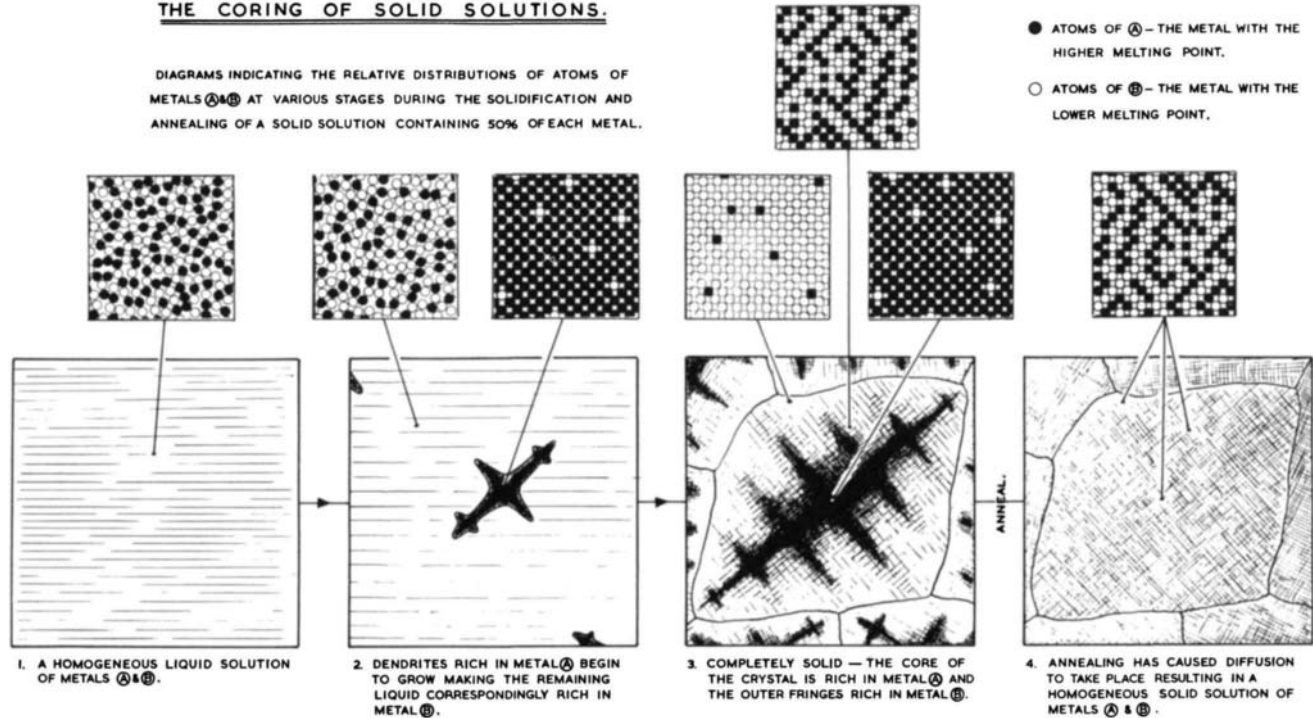 THE CORING OF SOLID SOLUTIONS.
DIAGRAMS INDICATING THE RELATIVE DISTRIBUTIONS OF ATOMS OF
METALS Ⓐ&Ⓑ AT VARIOUS STAGES DURING THE SOLIDIFICATION AND
ANNEALING OF A SOLID SOLUTION CONTAINING 50% OF EACH METAL.
ATOMS OF Ⓐ – THE METAL WITH THE
HIGHER MELTING POINT.
ATOMS OF Ⓑ – THE METAL WITH THE
LOWER MELTING POINT.
ANNEAL.
1. A HOMOGENEOUS LIQUID SOLUTION
OF METALS Ⓐ&Ⓑ.
2. DENDRITES RICH IN METAL Ⓐ BEGIN
TO GROW MAKING THE REMAINING
LIQUID CORRESPONDINGLY RICH IN
METAL Ⓑ.
3. COMPLETELY SOLID — THE CORE OF
THE CRYSTAL IS RICH IN METAL Ⓐ AND
THE OUTER FRINGES RICH IN METAL Ⓑ.
4. ANNEALING HAS CAUSED DIFFUSION
TO TAKE PLACE RESULTING IN A
HOMOGENEOUS SOLID SOLUTION OF
METALS Ⓐ & Ⓑ.